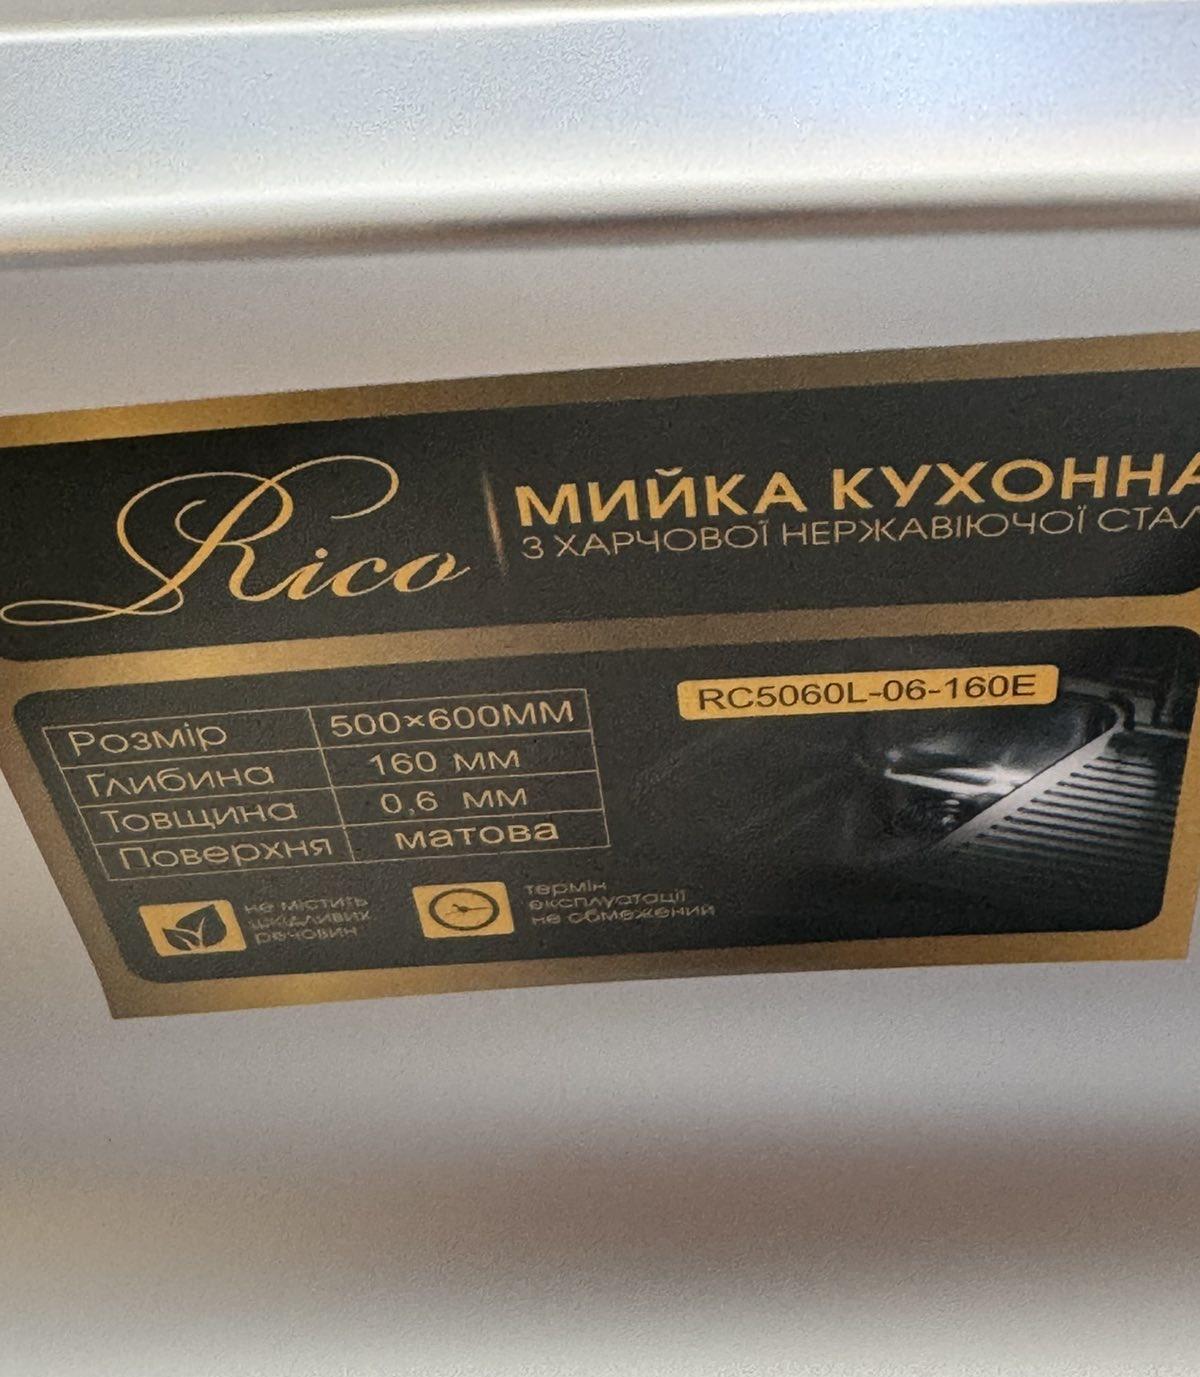 Rico
МИЙКА КУХОННА
З ХАРЧОВОЇ НЕРЖАВІЮЧОЇ СТАЛ
RC5060L-06-160E
Розмір 500×600мм
Глибина 160 мм
Товщина 0,6 мм
Поверхня матова
не містить
шкідливих
речовин
термін
експлуатації
не обмежений